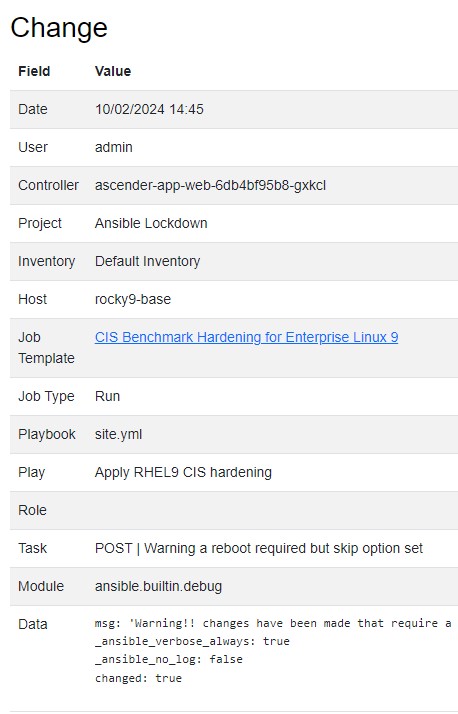 Change
Field Value
Date 10/02/2024 14:45
User admin
Controller ascender-app-web-6db4bf95b8-gxkcl
Project Ansible Lockdown
Inventory Default Inventory
Host rocky9-base
Job Template CIS Benchmark Hardening for Enterprise Linux 9
Job Type Run
Playbook site.yml
Play Apply RHEL9 CIS hardening
Role
Task POST | Warning a reboot required but skip option set
Module ansible.builtin.debug
Data msg: 'Warning!! changes have been made that require a
_ansible_verbose_always: true
_ansible_no_log: false
changed: true